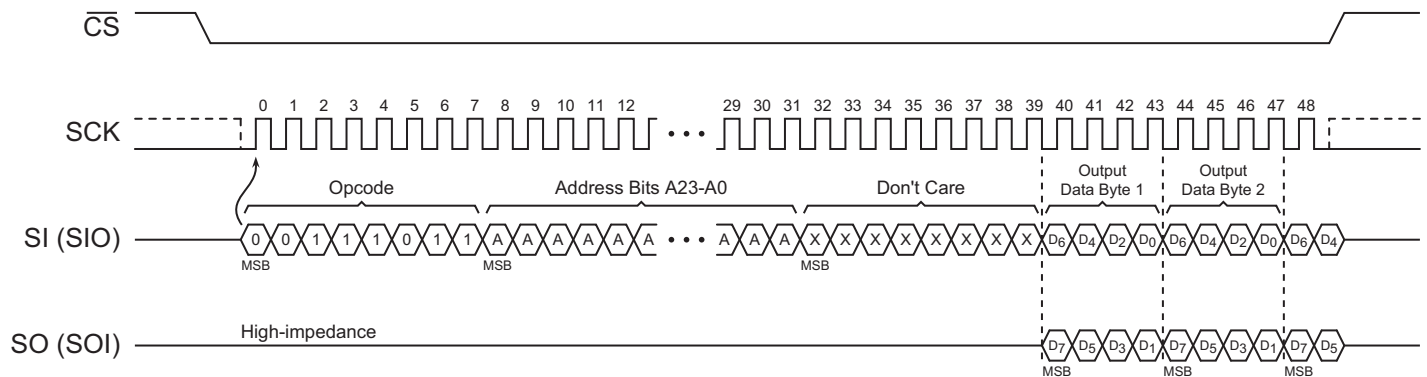 CS
0 1 2 3 4 5 6 7 8 9 10 11 12 29 30 31 32 33 34 35 36 37 38 39 40 41 42 43 44 45 46 47 48
SCK
Opcode Address Bits A23-A0 Don't Care Output Data Byte 1 Output Data Byte 2
SI (SIO) 0 0 1 1 1 0 1 1 A A A A A A A A A X X X X X X X X D6 D4 D2 D0 D6 D4 D2 D0 D6 D4
MSB MSB MSB
High-impedance
SO (SOI) D7 D5 D3 D1 D7 D5 D3 D1 D7 D5
MSB MSB MSB